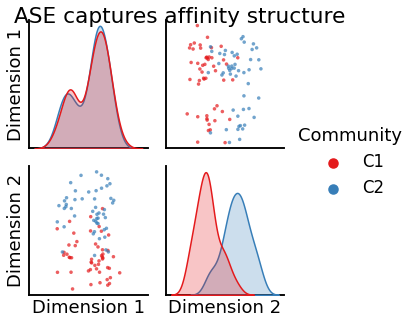 ASE captures affinity structure
Dimension 1
Community
C1
C2
Dimension 2
Dimension 1
Dimension 2